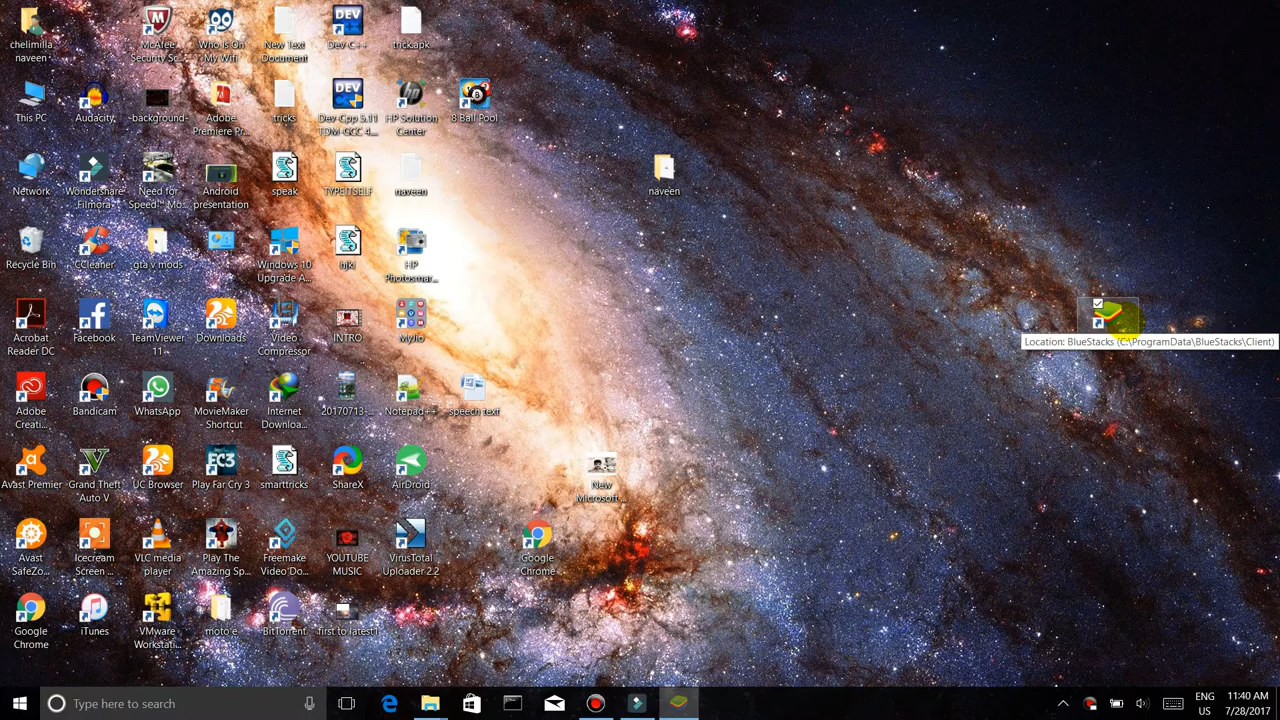 chelimilla
naveen
McAfee
Security Sc...
Who Is On
My Wifi
New Text
Document
Dev-C++
trick.apk
This PC
Audacity
-background-
Adobe
Premiere Pr...
tricks
Dev-Cpp 5.11
TDM-GCC 4....
HP Solution
Center
8 Ball Pool
Network
Wondershare
Filmora
Need for
Speed™ Mo...
Android
presentation
speak
TYPEITSELF
naveen
naveen
Recycle Bin
CCleaner
gta v mods
Windows 10
Upgrade A...
HP
Photosmar...
Acrobat
Reader DC
Facebook
TeamViewer
11
Downloads
Video
Compressor
INTRO
MyJio
Location: BlueStacks (C:\ProgramData\BlueStacks\Client)
Adobe
Creati...
Bandicam
WhatsApp
MovieMaker
- Shortcut
Internet
Downloa...
20170713-...
Notepad++
speech text
Avast Premier
Grand Theft
Auto V
UC Browser
Play Far Cry 3
smarttricks
ShareX
AirDroid
New
Microsoft ...
Avast
SafeZo...
Icecream
Screen ...
VLC media
player
Play The
Amazing Sp...
Freemake
Video Do...
YOUTUBE
MUSIC
VirusTotal
Uploader 2.2
Google
Chrome
Google
Chrome
iTunes
VMware
Workstati...
moto e
BitTorrent
first to latest1
Type here to search
ENG
US
11:40 AM
7/28/2017